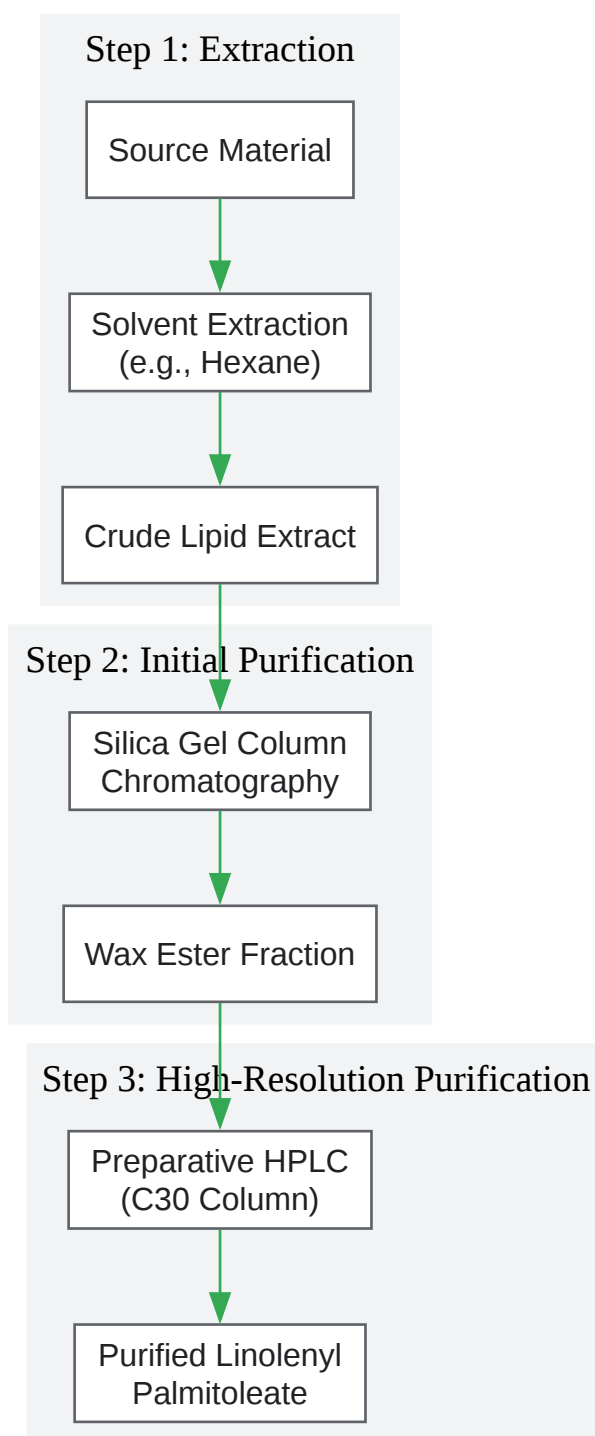 Step 1: Extraction
Source Material
Solvent Extraction
(e.g., Hexane)
Crude Lipid Extract
Step 2: Initial Purification
Silica Gel Column
Chromatography
Wax Ester Fraction
Step 3: High-Resolution Purification
Preparative HPLC
(C30 Column)
Purified Linolenyl
Palmitoleate